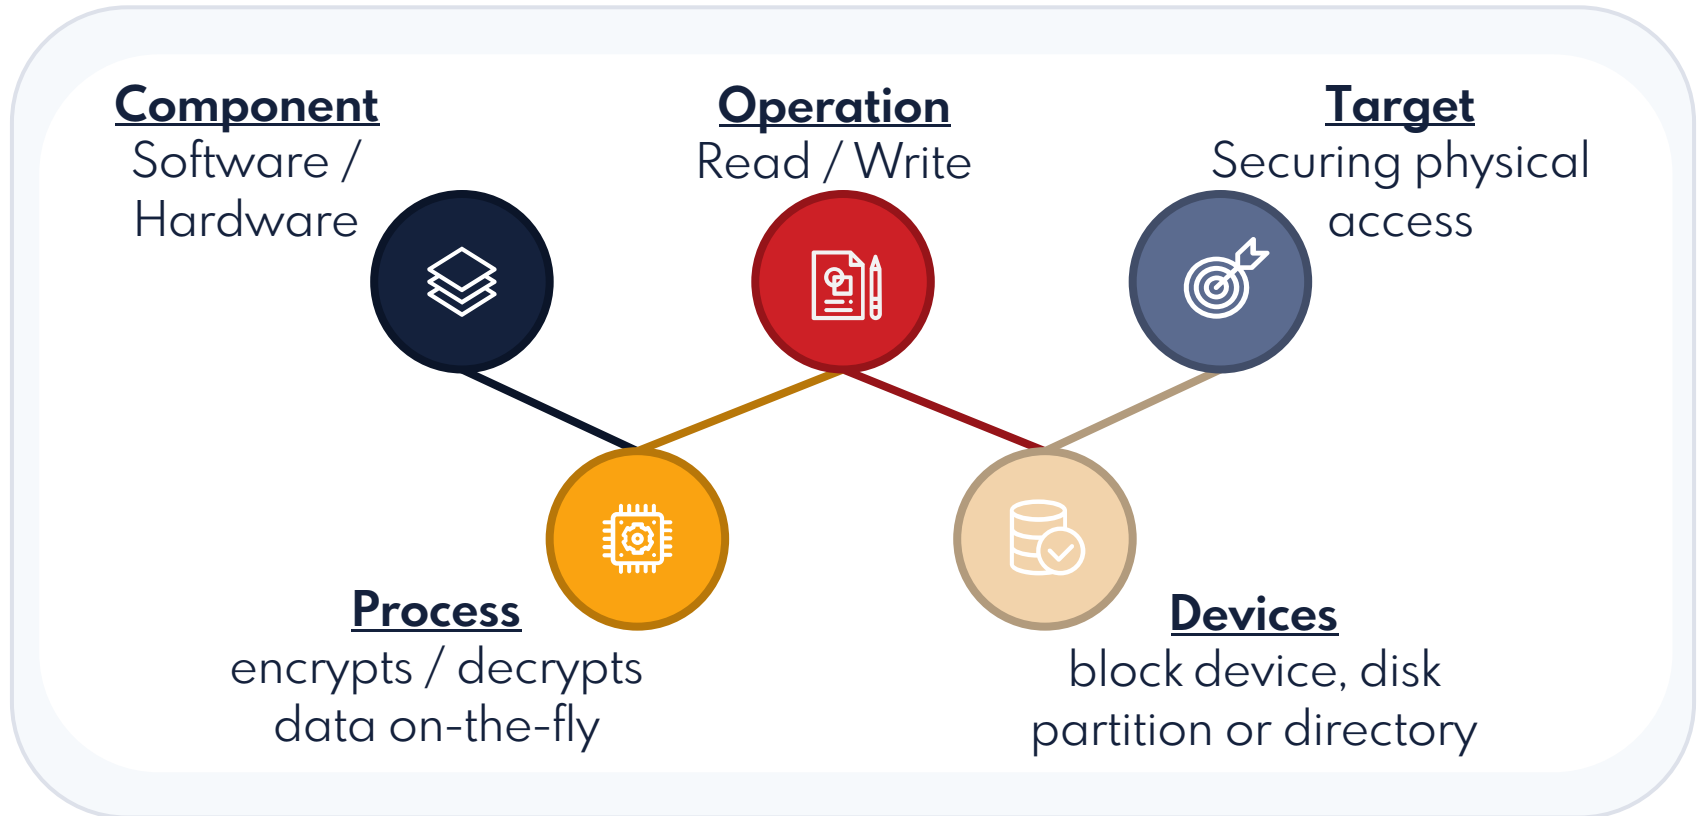 Component
Software /
Hardware
Process
encrypts / decrypts
data on-the-fly
Operation
Read / Write
Devices
block device, disk
partition or directory
Target
Securing physical
access